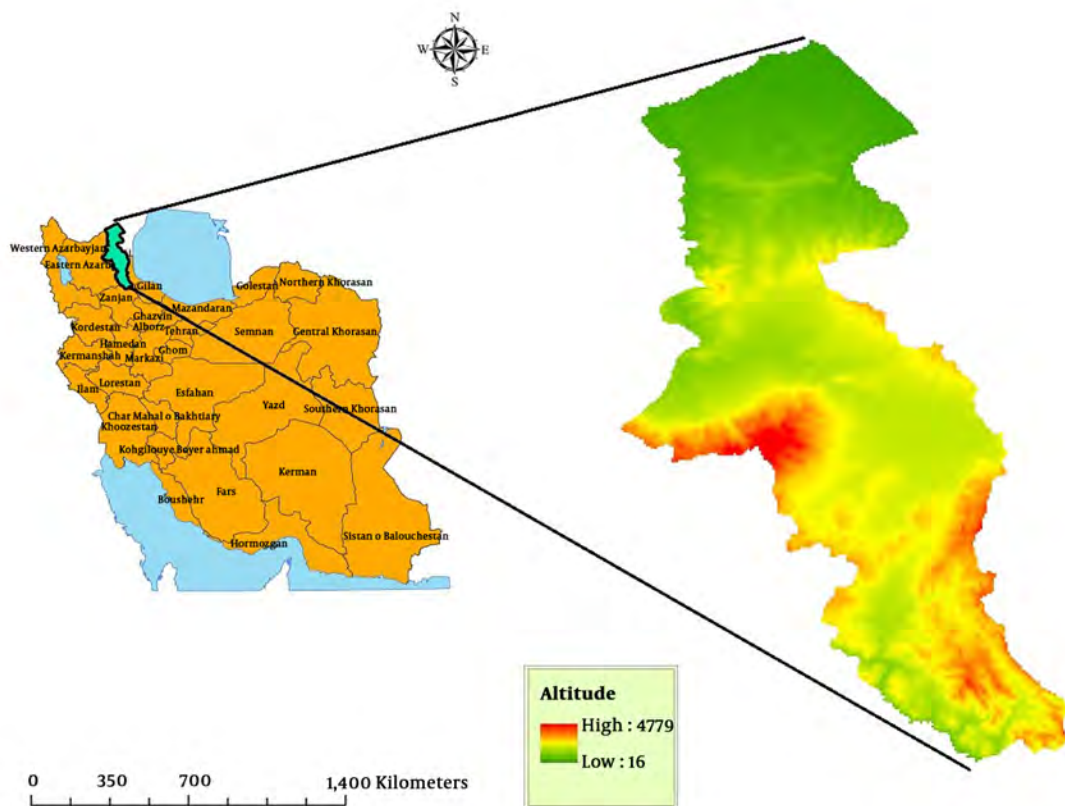 N
W E
S
Western Azarbayjan
Eastern Azarb
Gilan
Zanjan
Golestan
Northern Khorasan
Mazandaran
Ghazvin
Alborz
Tehran
Semnan
Gentral Khorasan
Kordestan
Hamedan
Ghom
Kermanshah
Markazi
Lorestan
Ilam
Esfahan
Yazd
Southern Khorasan
Char Mahal o Bakhtiary
Khoozestan
Kohgilouye Boyer ahmad
Kerman
Boushehr
Fars
Sistan o Balouchestan
Hormozgan
Altitude
High : 4779
Low : 16
0 350 700 1,400 Kilometers